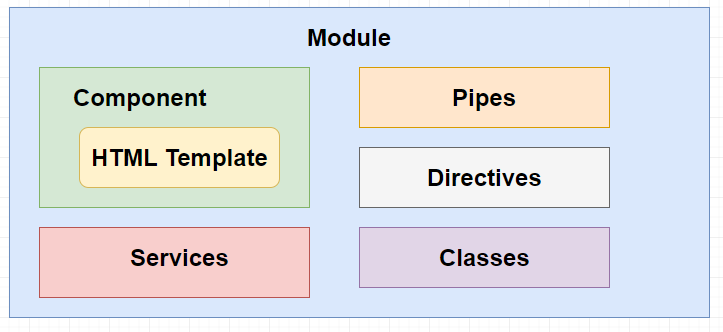 Module
Component
HTML Template
Services
Pipes
Directives
Classes